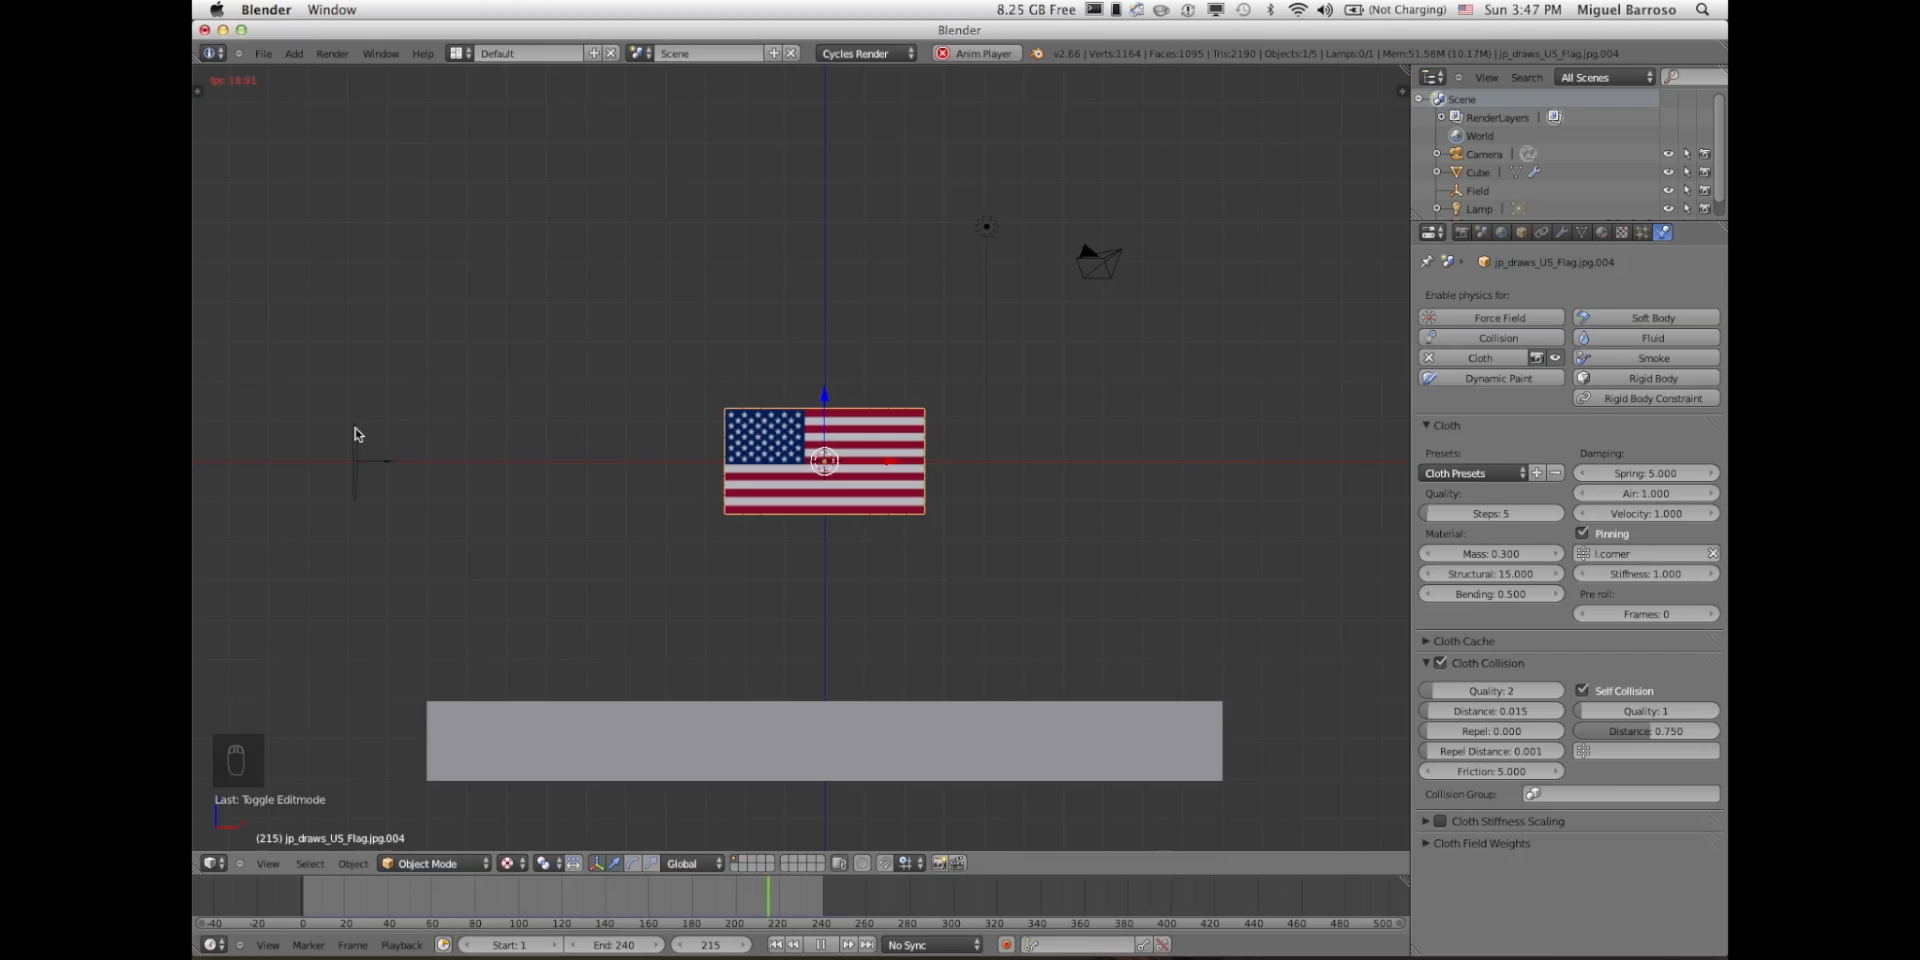 Blender Window 8.25 GB Free (Not Charging) Sun 3:47 PM Miguel Barroso
Blender
File Add Render Window Help Default Scene Cycles Render Anim Player v2.66 | Verts:1164 | Faces:1095 | Tris:2190 | Objects:1/5 | Lamps:0/1 | Mem:51.58M (10.17M) | jp_draws_US_Flag.jpg.004
fps: 18.91
View Search All Scenes
Scene
RenderLayers
World
Camera
Cube
Field
Lamp
jp_draws_US_Flag.jpg.004
Enable physics for:
Force Field Soft Body
Collision Fluid
Cloth Smoke
Dynamic Paint Rigid Body
Rigid Body Constraint
Cloth
Presets: Damping:
Cloth Presets Spring: 5.000
Quality: Air: 1.000
Steps: 5 Velocity: 1.000
Material: Pinning
Mass: 0.300 l.corner
Structural: 15.000 Stiffness: 1.000
Bending: 0.500 Pre roll:
Frames: 0
Cloth Cache
Cloth Collision
Quality: 2 Self Collision
Distance: 0.015 Quality: 1
Repel: 0.000 Distance: 0.750
Repel Distance: 0.001
Friction: 5.000
Collision Group:
Cloth Stiffness Scaling
Cloth Field Weights
Last: Toggle Editmode
(215) jp_draws_US_Flag.jpg.004
View Select Object Object Mode Global
-40 -20 0 20 40 60 80 100 120 140 160 180 200 220 240 260 280 300 320 340 360 380 400 420 440 460 480 500
View Marker Frame Playback Start: 1 End: 240 215 No Sync